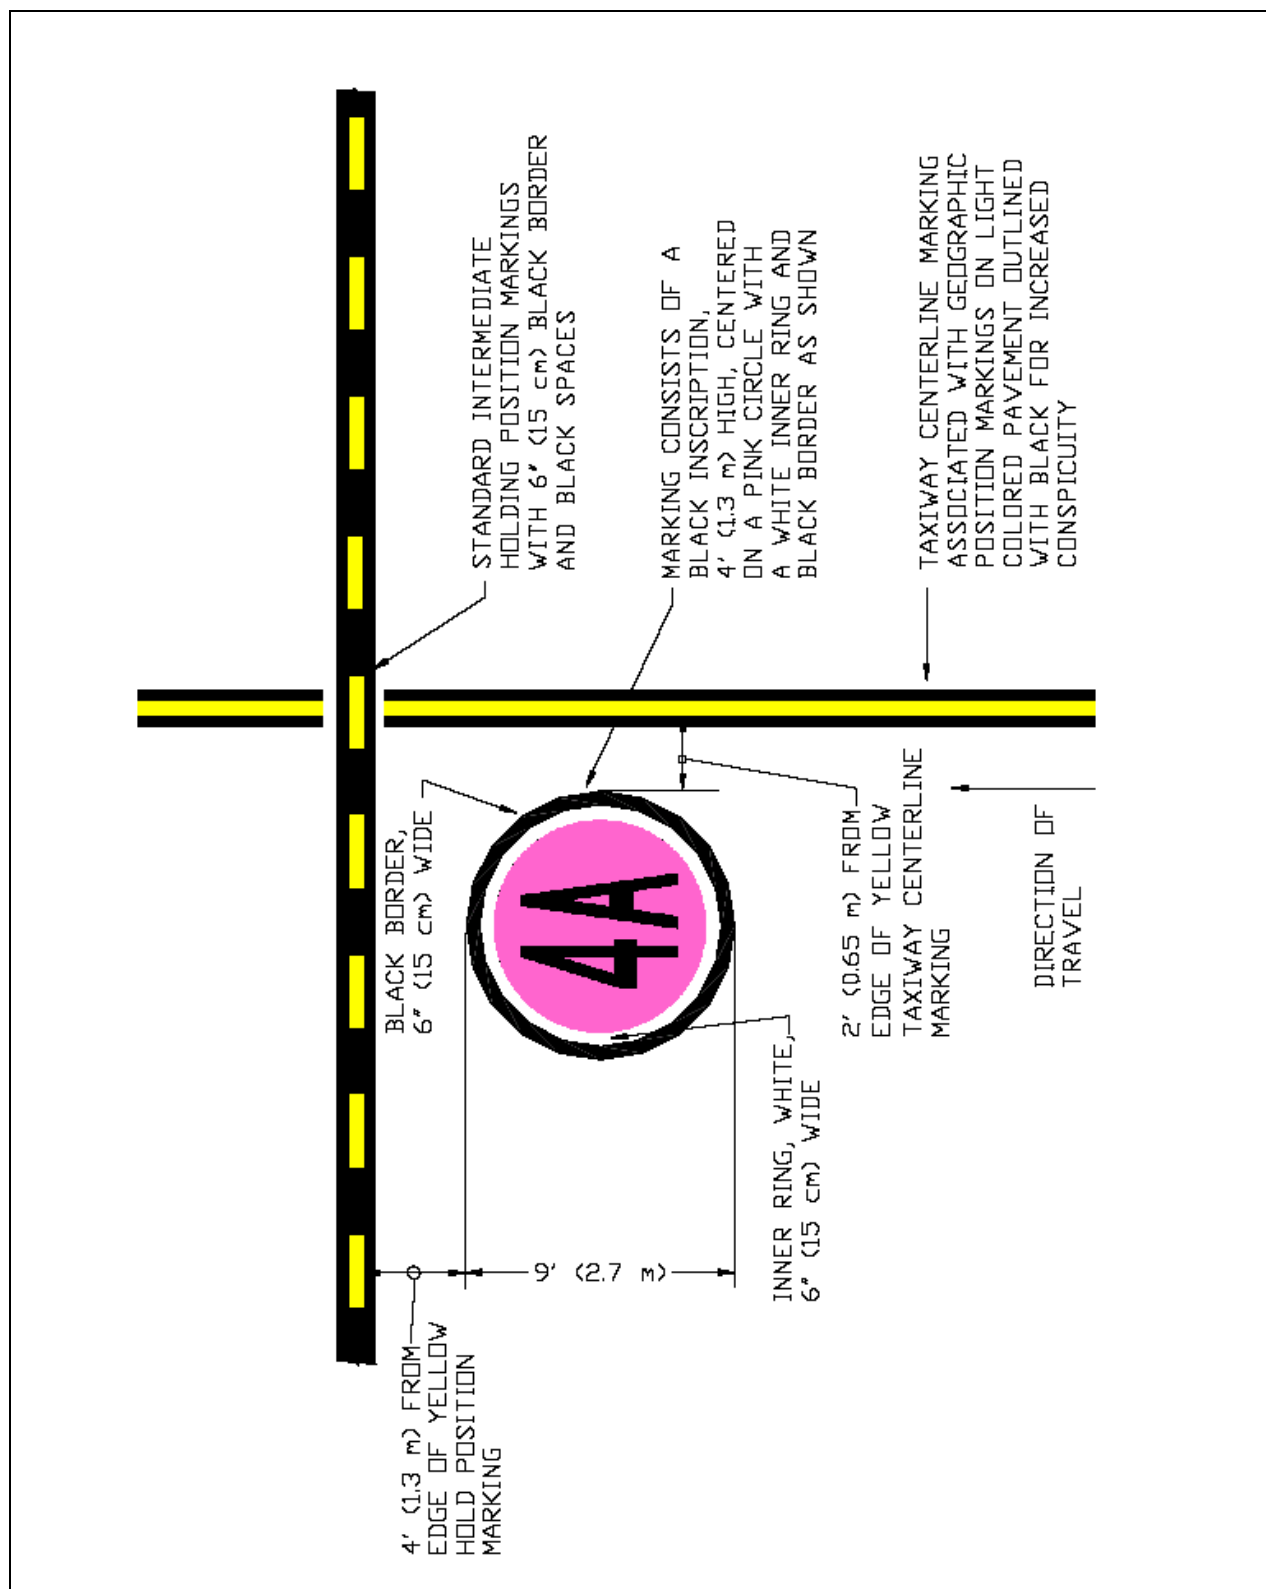 STANDARD INTERMEDIATE
HOLDING POSITION MARKINGS
WITH 6" (15 cm) BLACK BORDER
AND BLACK SPACES
MARKING CONSISTS OF A
BLACK INSCRIPTION,
4' (1.3 m) HIGH, CENTERED
ON A PINK CIRCLE WITH
A WHITE INNER RING AND
BLACK BORDER AS SHOWN
TAXIWAY CENTERLINE MARKING
ASSOCIATED WITH GEOGRAPHIC
POSITION MARKINGS ON LIGHT
COLORED PAVEMENT OUTLINED
WITH BLACK FOR INCREASED
CONSPICUITY
BLACK BORDER,
6" (15 cm) WIDE
4A
2' (0.65 m) FROM
EDGE OF YELLOW
TAXIWAY CENTERLINE
MARKING
DIRECTION OF
TRAVEL
INNER RING, WHITE,
6" (15 cm) WIDE
9' (2.7 m)
4' (1.3 m) FROM
EDGE OF YELLOW
HOLD POSITION
MARKING